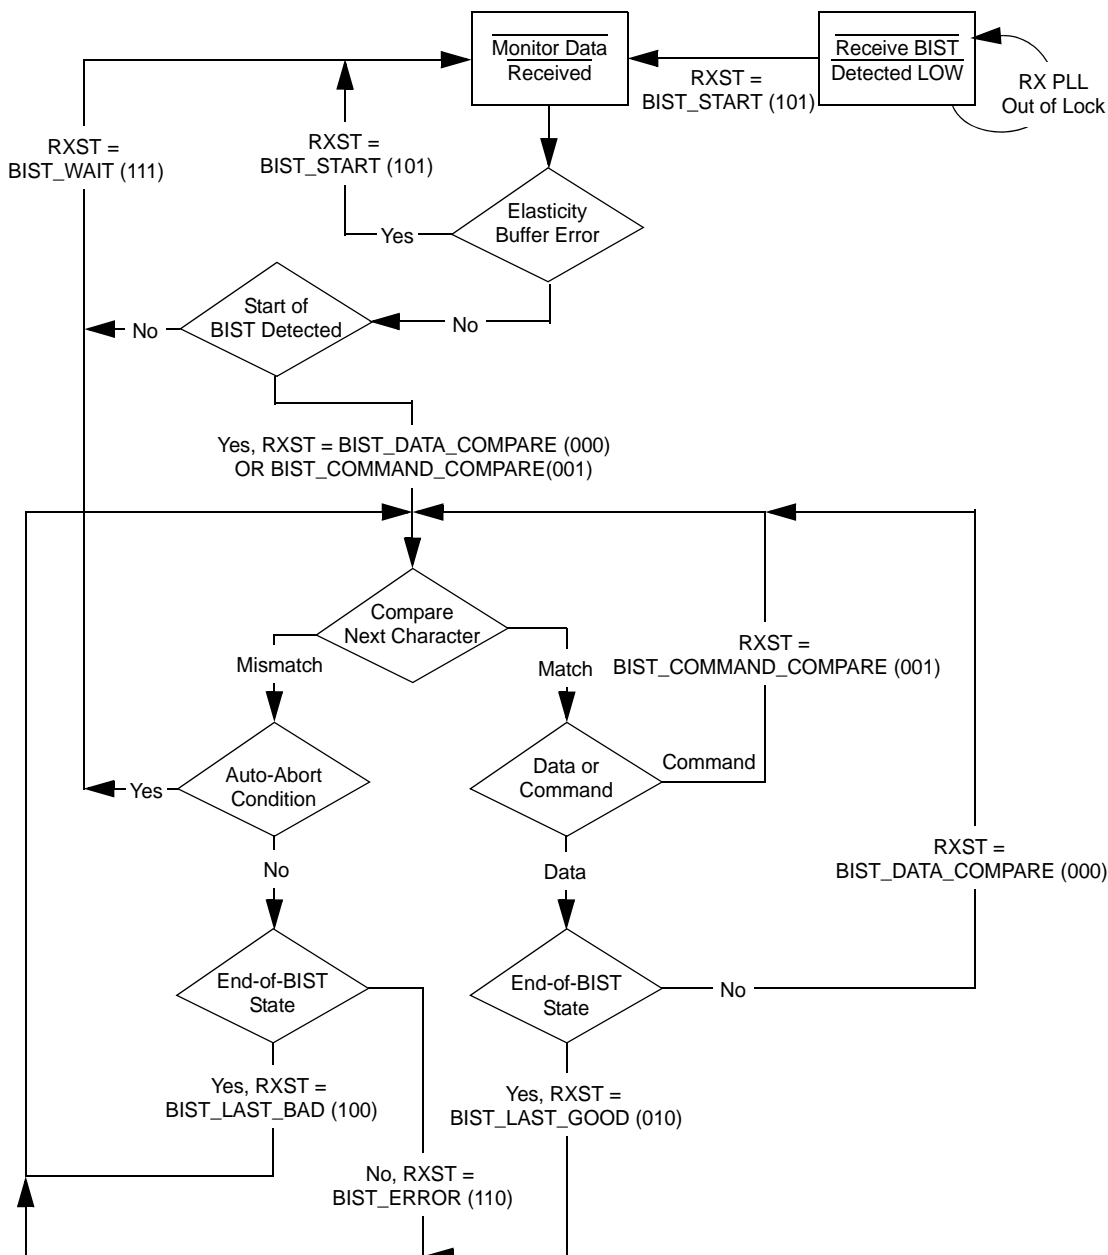 Monitor Data
Received
Receive BIST
Detected LOW
RX PLL
Out of Lock
RXST =
BIST_START (101)
RXST =
BIST_WAIT (111)
RXST =
BIST_START (101)
Elasticity
Buffer Error
Yes
No
Start of
BIST Detected
No
Yes, RXST = BIST_DATA_COMPARE (000)
OR BIST_COMMAND_COMPARE(001)
Compare
Next Character
Mismatch
Match
RXST =
BIST_COMMAND_COMPARE (001)
Auto-Abort
Condition
Yes
Data or
Command
Command
No
Data
RXST =
BIST_DATA_COMPARE (000)
End-of-BIST
State
End-of-BIST
State
No
Yes, RXST =
BIST_LAST_BAD (100)
Yes, RXST =
BIST_LAST_GOOD (010)
No, RXST =
BIST_ERROR (110)